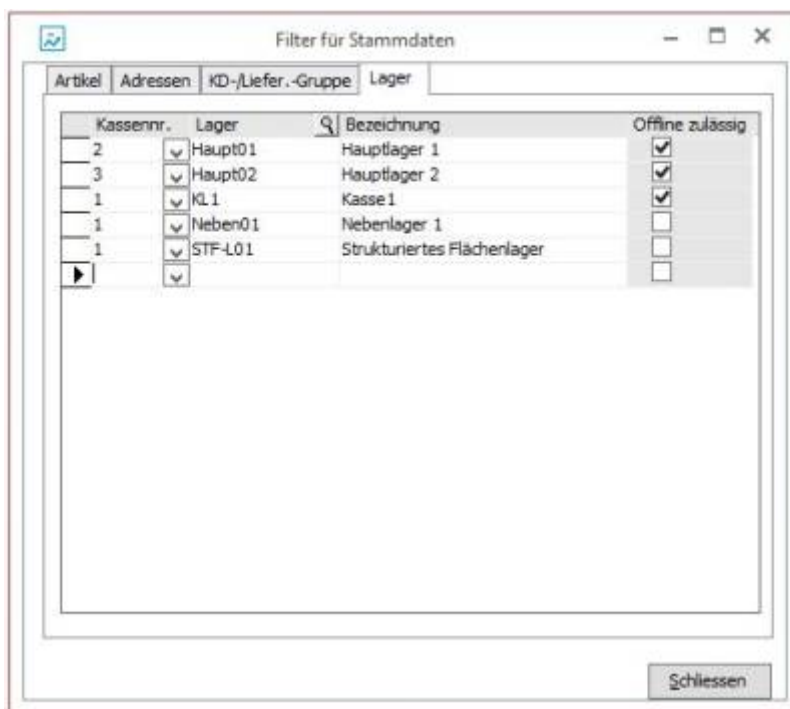 Filter für Stammdaten
Artikel Adressen KD-/Liefer.-Gruppe Lager
Kassennr. Lager Bezeichnung Offline zulässig
2 Haupt01 Hauptlager 1
3 Haupt02 Hauptlager 2
1 KL1 Kasse1
1 Neben01 Nebenlager 1
1 STF-L01 Strukturiertes Flächenlager
Schliessen